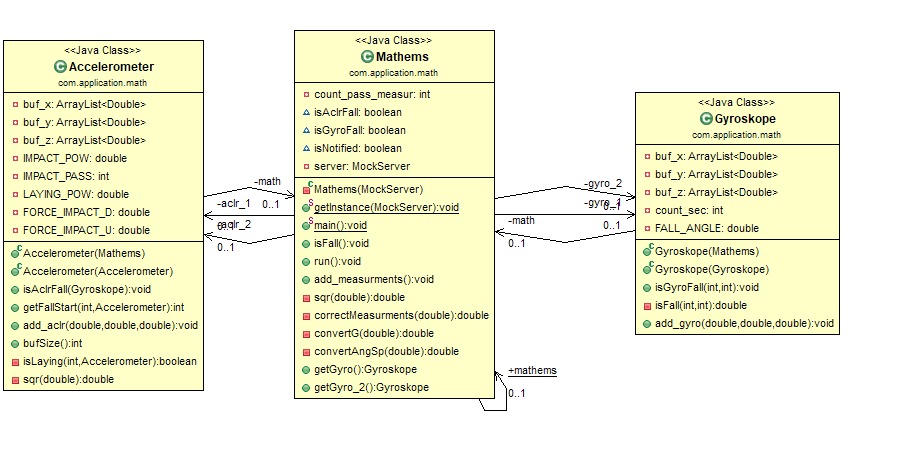 <<Java Class>>
Accelerometer
com.application.math
buf_x: ArrayList<Double>
buf_y: ArrayList<Double>
buf_z: ArrayList<Double>
IMPACT_POW: double
IMPACT_PASS: int
LAYING_POW: double
FORCE_IMPACT_D: double
FORCE_IMPACT_U: double
Accelerometer(Mathems)
Accelerometer(Accelerometer)
isAclrFall(Gyroskope):void
getFallStart(int,Accelerometer):int
add_aclr(double,double,double):void
bufSize():int
isLaying(int,Accelerometer):boolean
sqr(double):double
-math
0..1
-aclr_1
0..1
-aclr_2
0..1
<<Java Class>>
Mathems
com.application.math
count_pass_measur: int
isAclrFall: boolean
isGyroFall: boolean
isNotified: boolean
server: MockServer
Mathems(MockServer)
getInstance(MockServer):void
main():void
isFall():void
run():void
add_measurments():void
sqr(double):double
correctMeasurments(double):double
convertG(double):double
convertAngSp(double):double
getGyro():Gyroskope
getGyro_2():Gyroskope
+mathems
0..1
-gyro_2
0..1
-gyro_1
0..1
-math
0..1
<<Java Class>>
Gyroskope
com.application.math
buf_x: ArrayList<Double>
buf_y: ArrayList<Double>
buf_z: ArrayList<Double>
count_sec: int
FALL_ANGLE: double
Gyroskope(Mathems)
Gyroskope(Gyroskope)
isGyroFall(int,int):void
isFall(int,int):double
add_gyro(double,double,double):void